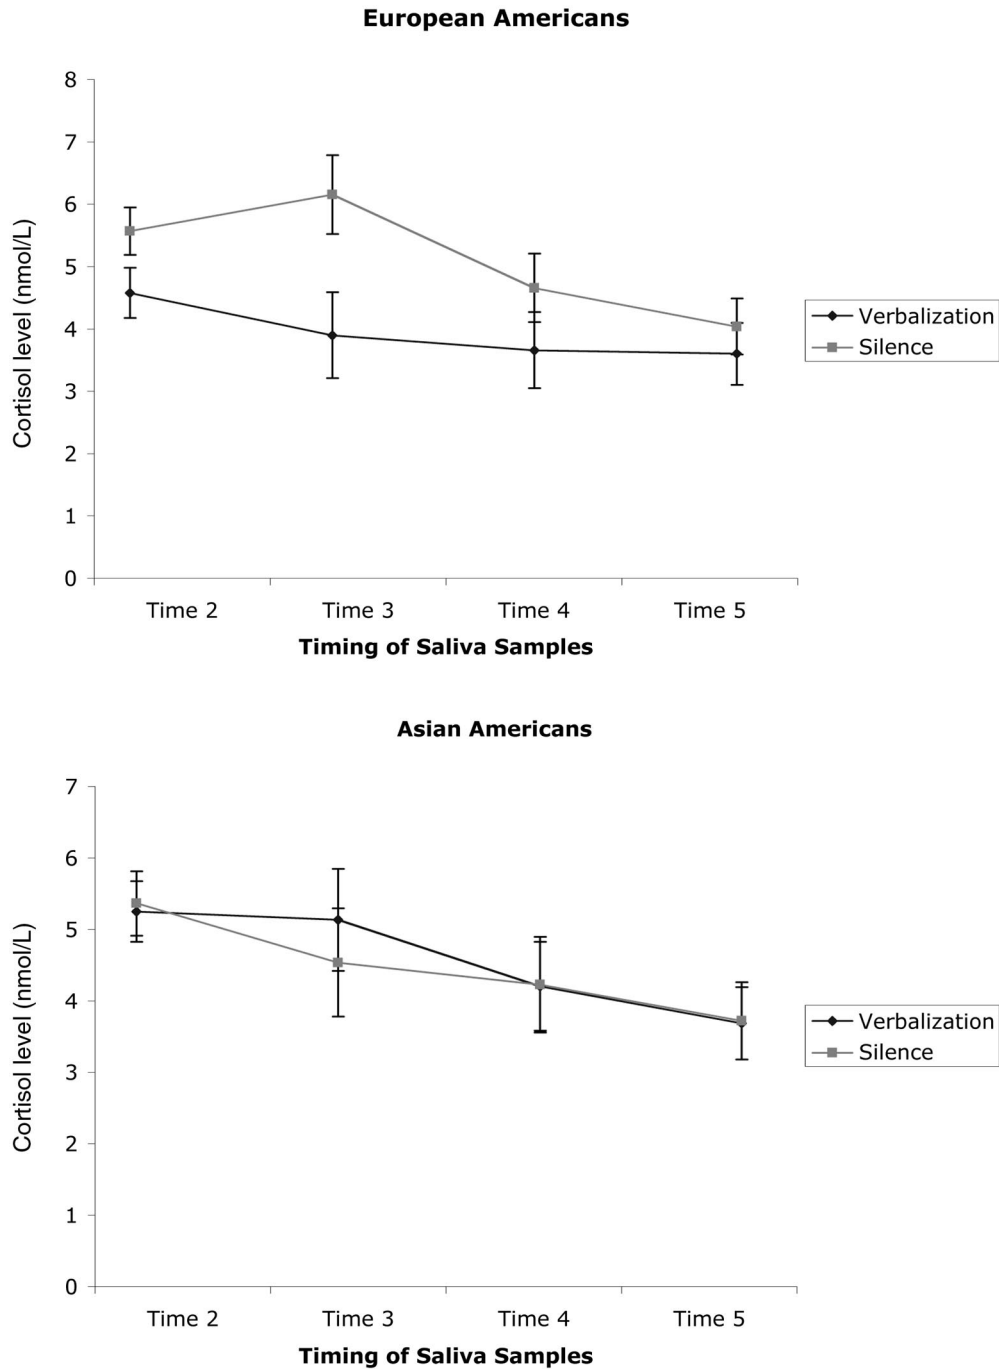 European Americans
8
7
6
5
4
3
2
1
0
Cortisol level (nmol/L)
Verbalization
Silence
Time 2 Time 3 Time 4 Time 5
Timing of Saliva Samples
Asian Americans
7
6
5
4
3
2
1
0
Cortisol level (nmol/L)
Verbalization
Silence
Time 2 Time 3 Time 4 Time 5
Timing of Saliva Samples